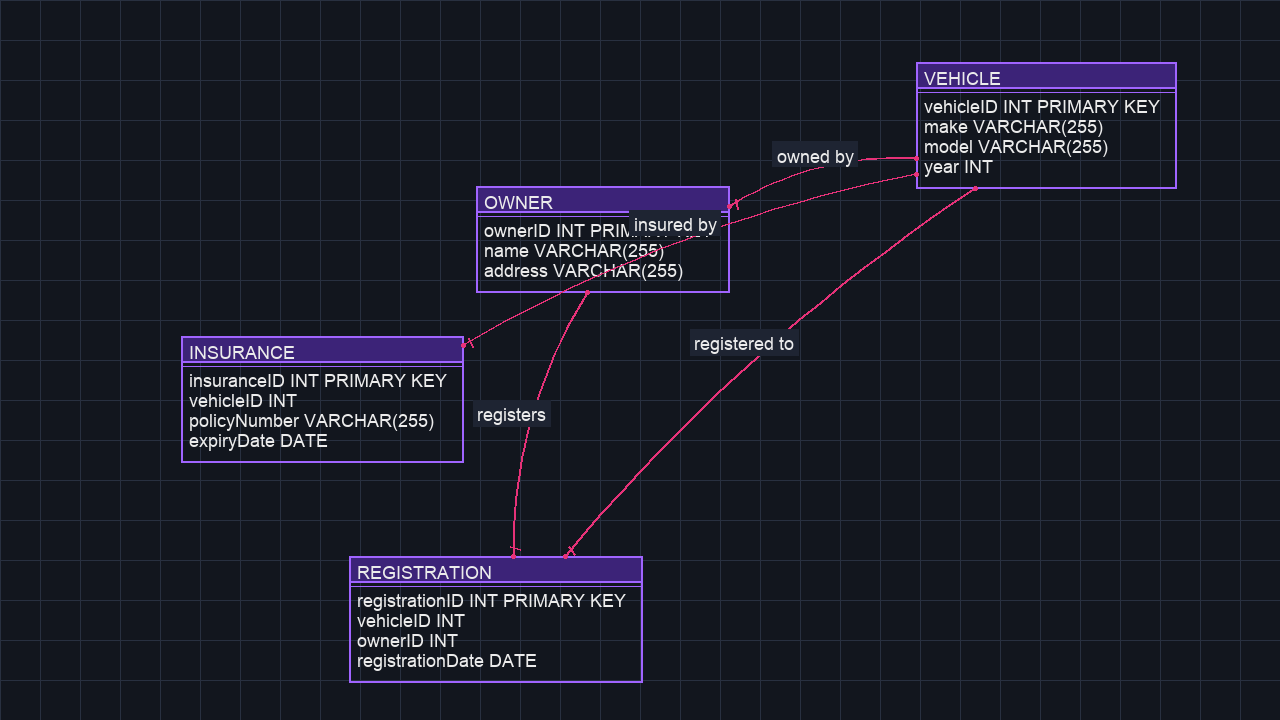 VEHICLE
vehicleID INT PRIMARY KEY
make VARCHAR(255)
model VARCHAR(255)
year INT
owned by
OWNER
ownerID INT PRIMARY KEY
name VARCHAR(255)
address VARCHAR(255)
insured by
registered to
INSURANCE
insuranceID INT PRIMARY KEY
vehicleID INT
policyNumber VARCHAR(255)
expiryDate DATE
registers
REGISTRATION
registrationID INT PRIMARY KEY
vehicleID INT
ownerID INT
registrationDate DATE